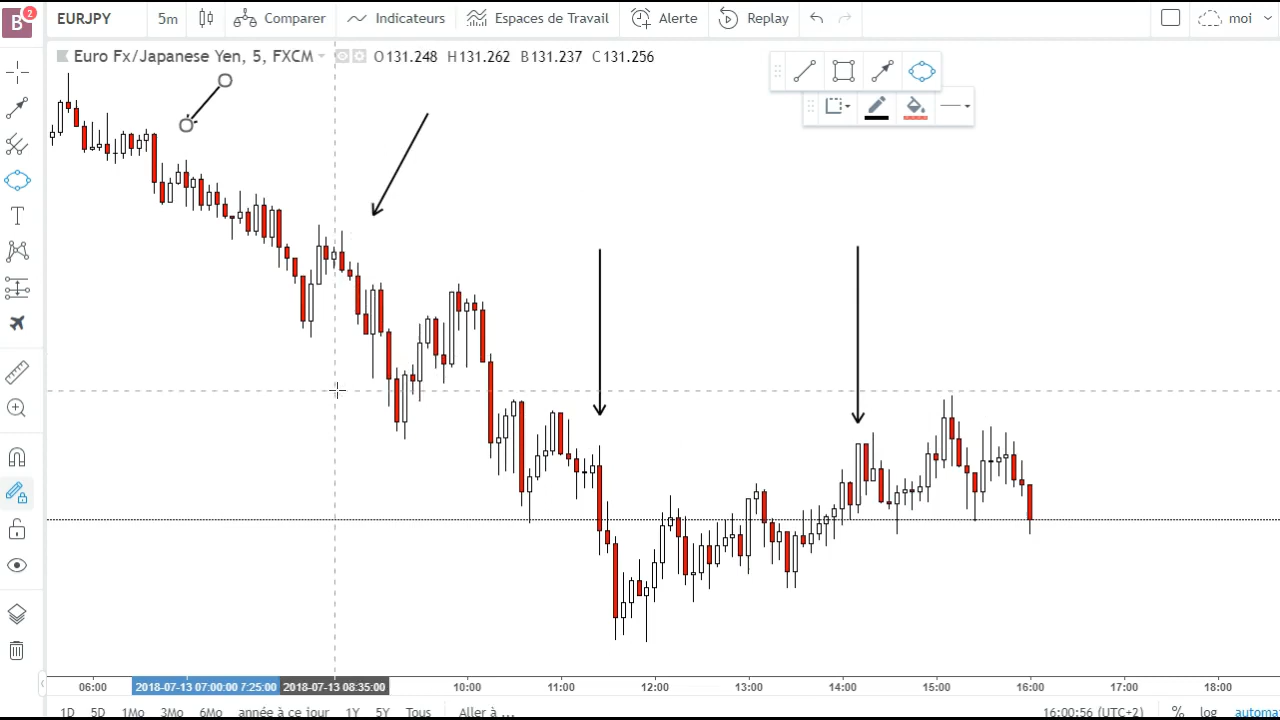 B 2 EURJPY 5m Comparer Indicateurs Espaces de Travail Alerte Replay moi
Euro Fx/Japanese Yen, 5, FXCM O131.248 H131.262 B131.237 C131.256
06:00 2018-07-13 07:00:00 7:25:00 2018-07-13 08:35:00 10:00 11:00 12:00 13:00 14:00 15:00 16:00 17:00 18:00
1D 5D 1Mo 3Mo 6Mo année à ce jour 1Y 5Y Tous Aller à ... 16:00:56 (UTC+2) % log automa